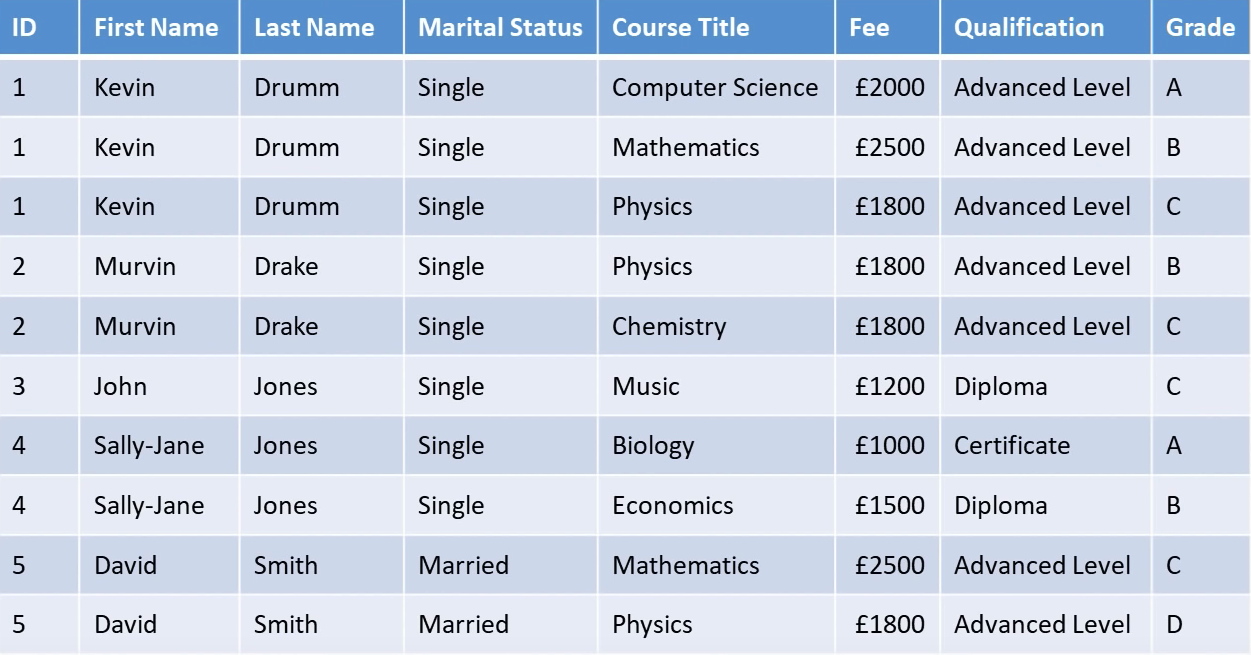 ID First Name Last Name Marital Status Course Title Fee Qualification Grade
1 Kevin Drumm Single Computer Science £2000 Advanced Level A
1 Kevin Drumm Single Mathematics £2500 Advanced Level B
1 Kevin Drumm Single Physics £1800 Advanced Level C
2 Murvin Drake Single Physics £1800 Advanced Level B
2 Murvin Drake Single Chemistry £1800 Advanced Level C
3 John Jones Single Music £1200 Diploma C
4 Sally-Jane Jones Single Biology £1000 Certificate A
4 Sally-Jane Jones Single Economics £1500 Diploma B
5 David Smith Married Mathematics £2500 Advanced Level C
5 David Smith Married Physics £1800 Advanced Level D